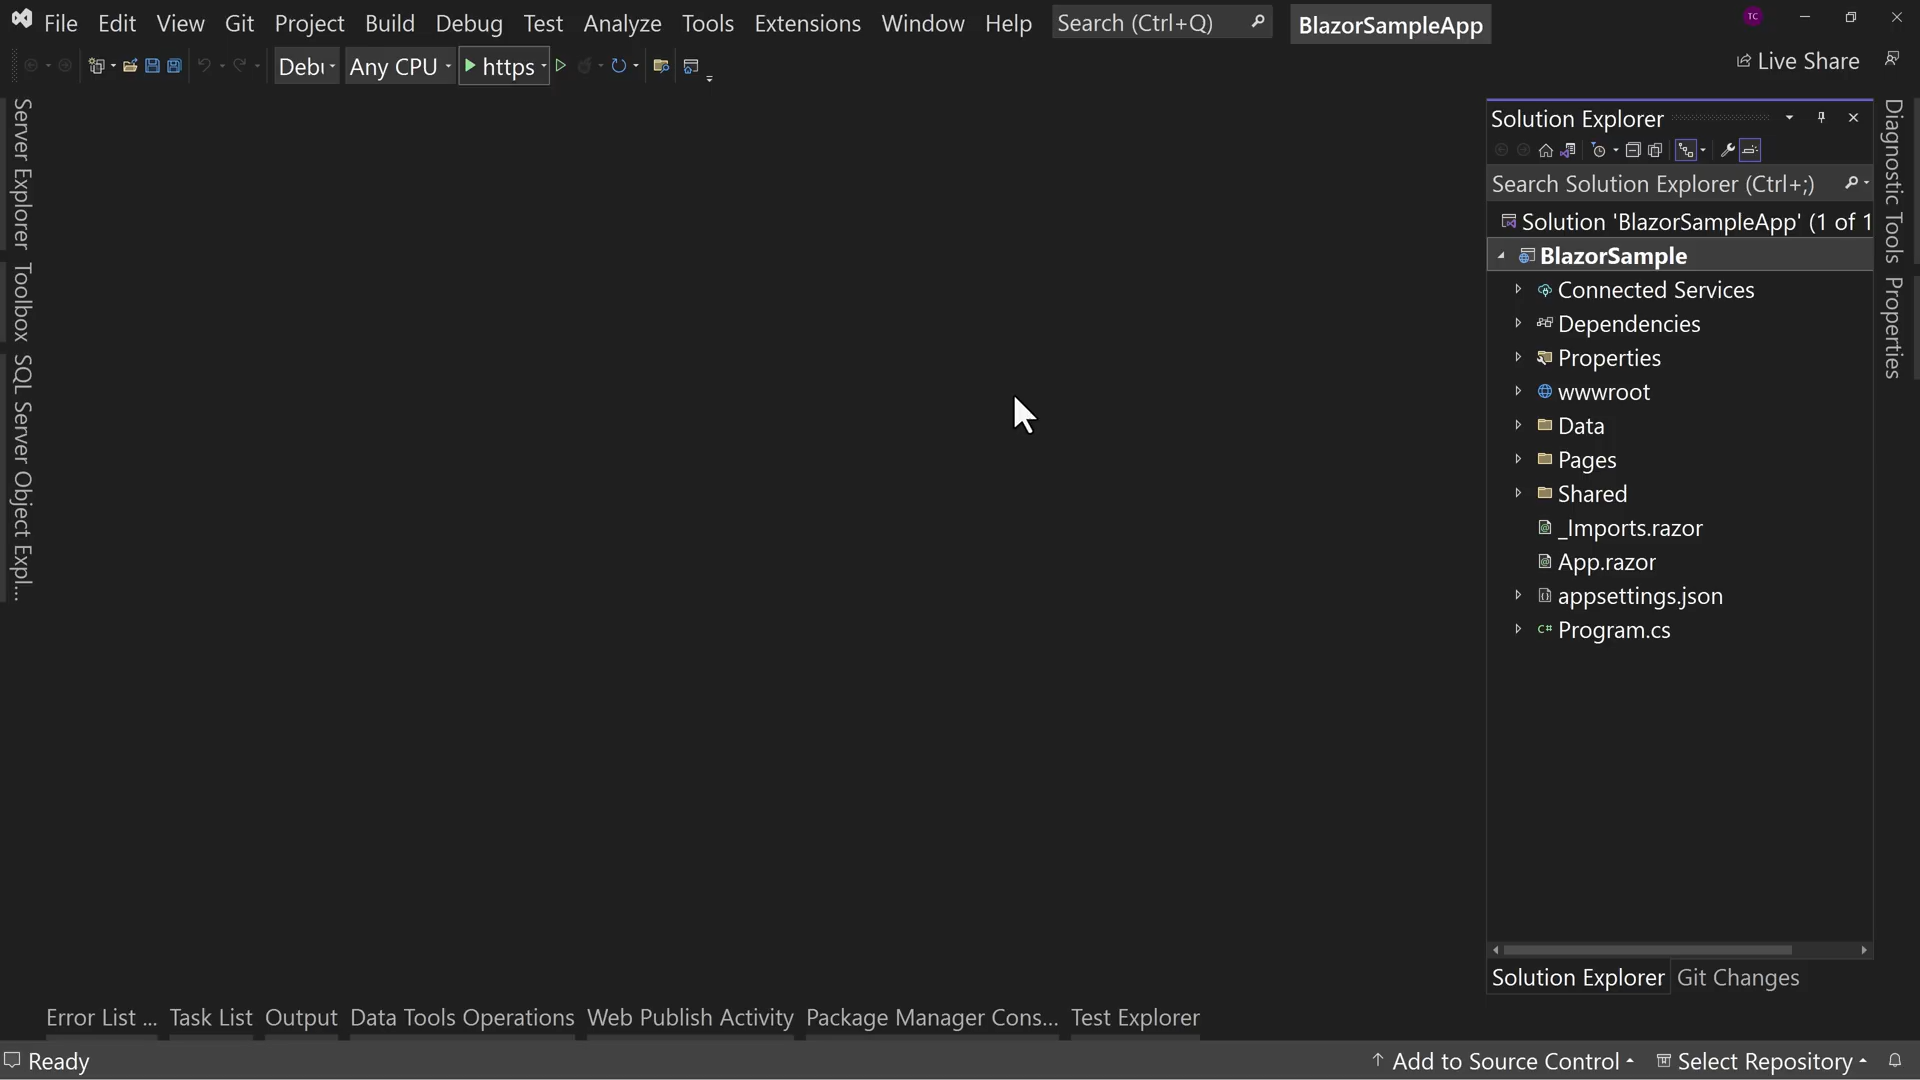 File Edit View Git Project Build Debug Test Analyze Tools Extensions Window Help Search (Ctrl+Q) BlazorSampleApp
TC
Debu Any CPU https
Live Share
Server Explorer
Toolbox
SQL Server Object Expl...
Solution Explorer
Search Solution Explorer (Ctrl+;)
Solution 'BlazorSampleApp' (1 of 1
BlazorSample
Connected Services
Dependencies
Properties
wwwroot
Data
Pages
Shared
_Imports.razor
App.razor
appsettings.json
C# Program.cs
Solution Explorer Git Changes
Diagnostic Tools
Properties
Error List ... Task List Output Data Tools Operations Web Publish Activity Package Manager Cons... Test Explorer
Ready Add to Source Control Select Repository